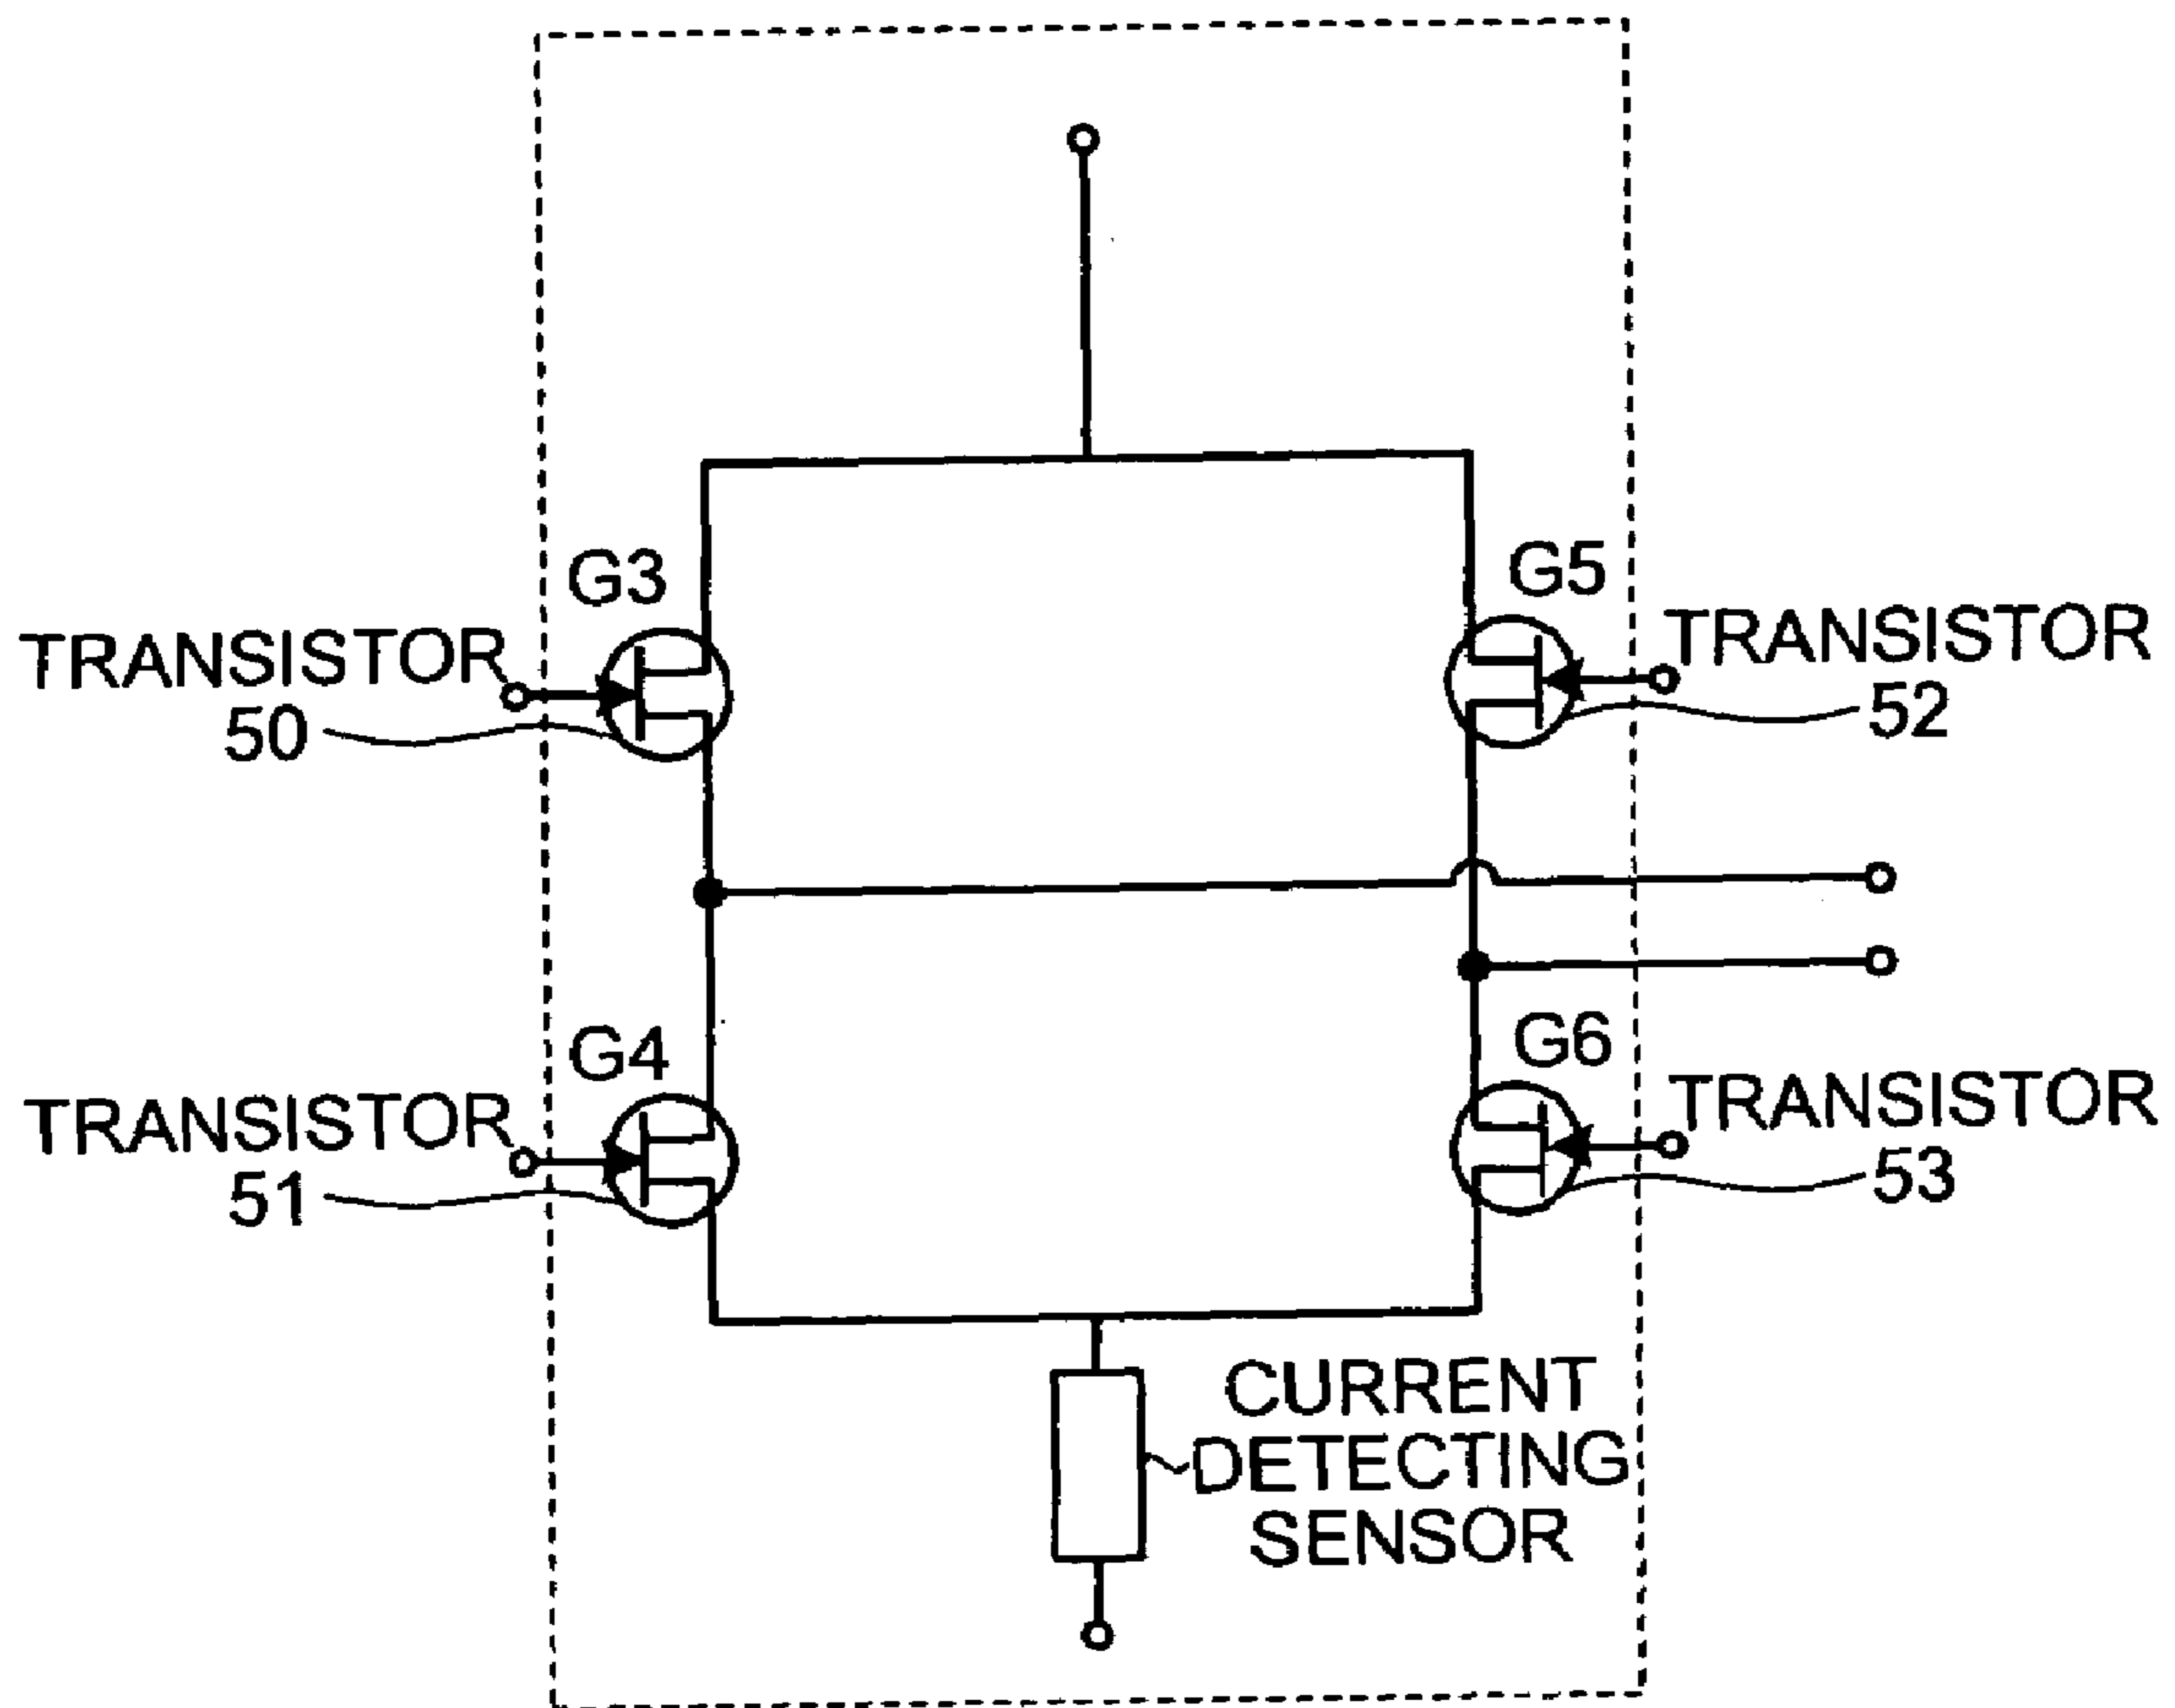 G3
G5
TRANSISTOR
50
TRANSISTOR
52
G4
G6
TRANSISTOR
51
TRANSISTOR
53
CURRENT
DETECTING
SENSOR